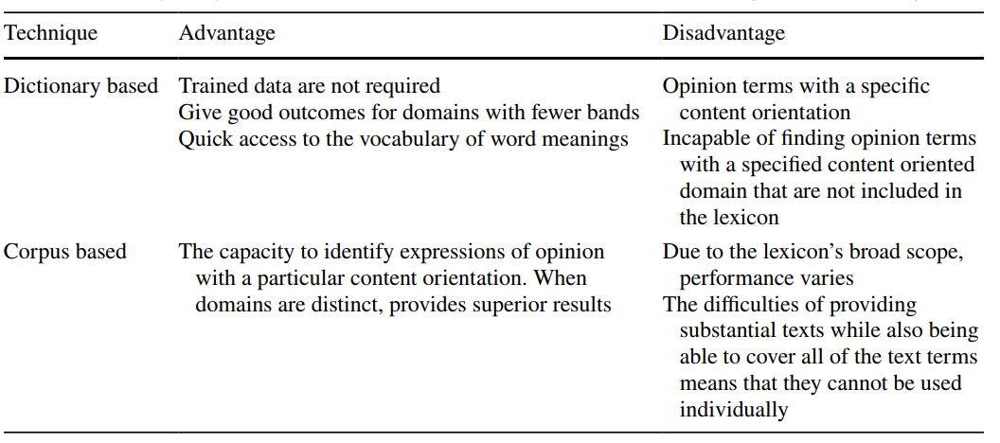 Technique Advantage Disadvantage
Dictionary based Trained data are not required Opinion terms with a specific
content orientation
Give good outcomes for domains with fewer bands
Quick access to the vocabulary of word meanings Incapable of finding opinion terms
with a specified content oriented
domain that are not included in
the lexicon
Corpus based The capacity to identify expressions of opinion
with a particular content orientation. When
domains are distinct, provides superior results
Due to the lexicon's broad scope,
performance varies
The difficulties of providing
substantial texts while also being
able to cover all of the text terms
means that they cannot be used
individually